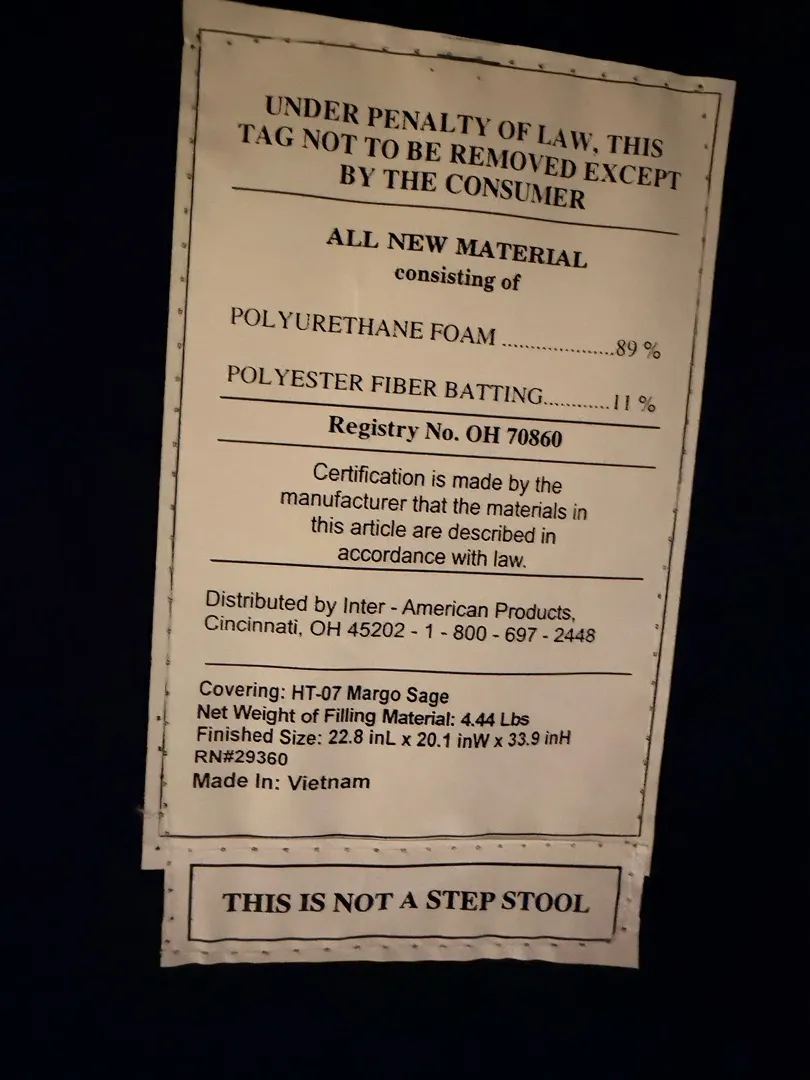 UNDER PENALTY OF LAW, THIS
TAG NOT TO BE REMOVED EXCEPT
BY THE CONSUMER
ALL NEW MATERIAL
consisting of
POLYURETHANE FOAM ...................89 %
POLYESTER FIBER BATTING............11 %
Registry No. OH 70860
Certification is made by the
manufacturer that the materials in
this article are described in
accordance with law.
Distributed by Inter - American Products,
Cincinnati, OH 45202 - 1 - 800 - 697 - 2448
Covering: HT-07 Margo Sage
Net Weight of Filling Material: 4.44 Lbs
Finished Size: 22.8 inL x 20.1 inW x 33.9 inH
RN#29360
Made In: Vietnam
THIS IS NOT A STEP STOOL